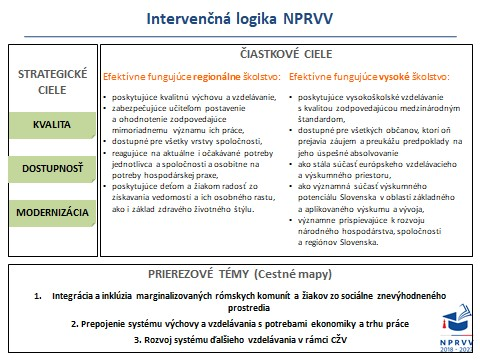 Intervenčná logika NPRVV
STRATEGICKÉ
CIELE
KVALITA
DOSTUPNOSŤ
MODERNIZÁCIA
ČIASTKOVÉ CIELE
Efektívne fungujúce regionálne školstvo:
• poskytujúce kvalitnú výchovu a vzdelávanie,
• zabezpečujúce učiteľom postavenie
a ohodnotenie zodpovedajúce
mimoriadnemu významu ich práce,
• dostupné pre všetky vrstvy spoločnosti,
• reagujúce na aktuálne i očakávané potreby
jednotlivca a spoločnosti a osobitne na
potreby hospodárskej praxe,
• poskytujúce deťom a žiakom radosť zo
získavania vedomostí a ich osobného rastu,
ako i základ zdravého životného štýlu.
Efektívne fungujúce vysoké školstvo:
• poskytujúce vysokoškolské vzdelávanie
s kvalitou zodpovedajúcou medzinárodným
štandardom,
• dostupné pre všetkých občanov, ktorí oň
prejavia záujem a preukážu predpoklady na
jeho úspešné absolvovanie
• ako stála súčasť európskeho vzdelávacieho
a výskumného priestoru,
• ako významná súčasť výskumného
potenciálu Slovenska v oblasti základného
a aplikovaného výskumu a vývoja,
• významne prispievajúce k rozvoju
národného hospodárstva, spoločnosti
a regiónov Slovenska.
PRIEREZOVÉ TÉMY (Cestné mapy)
1. Integrácia a inklúzia marginalizovaných rómskych komunít a žiakov zo sociálne znevýhodneného
prostredia
2. Prepojenie systému výchovy a vzdelávania s potrebami ekonomiky a trhu práce
3. Rozvoj systému ďalšieho vzdelávania v rámci CŽV
NPRVV
2018 - 2027